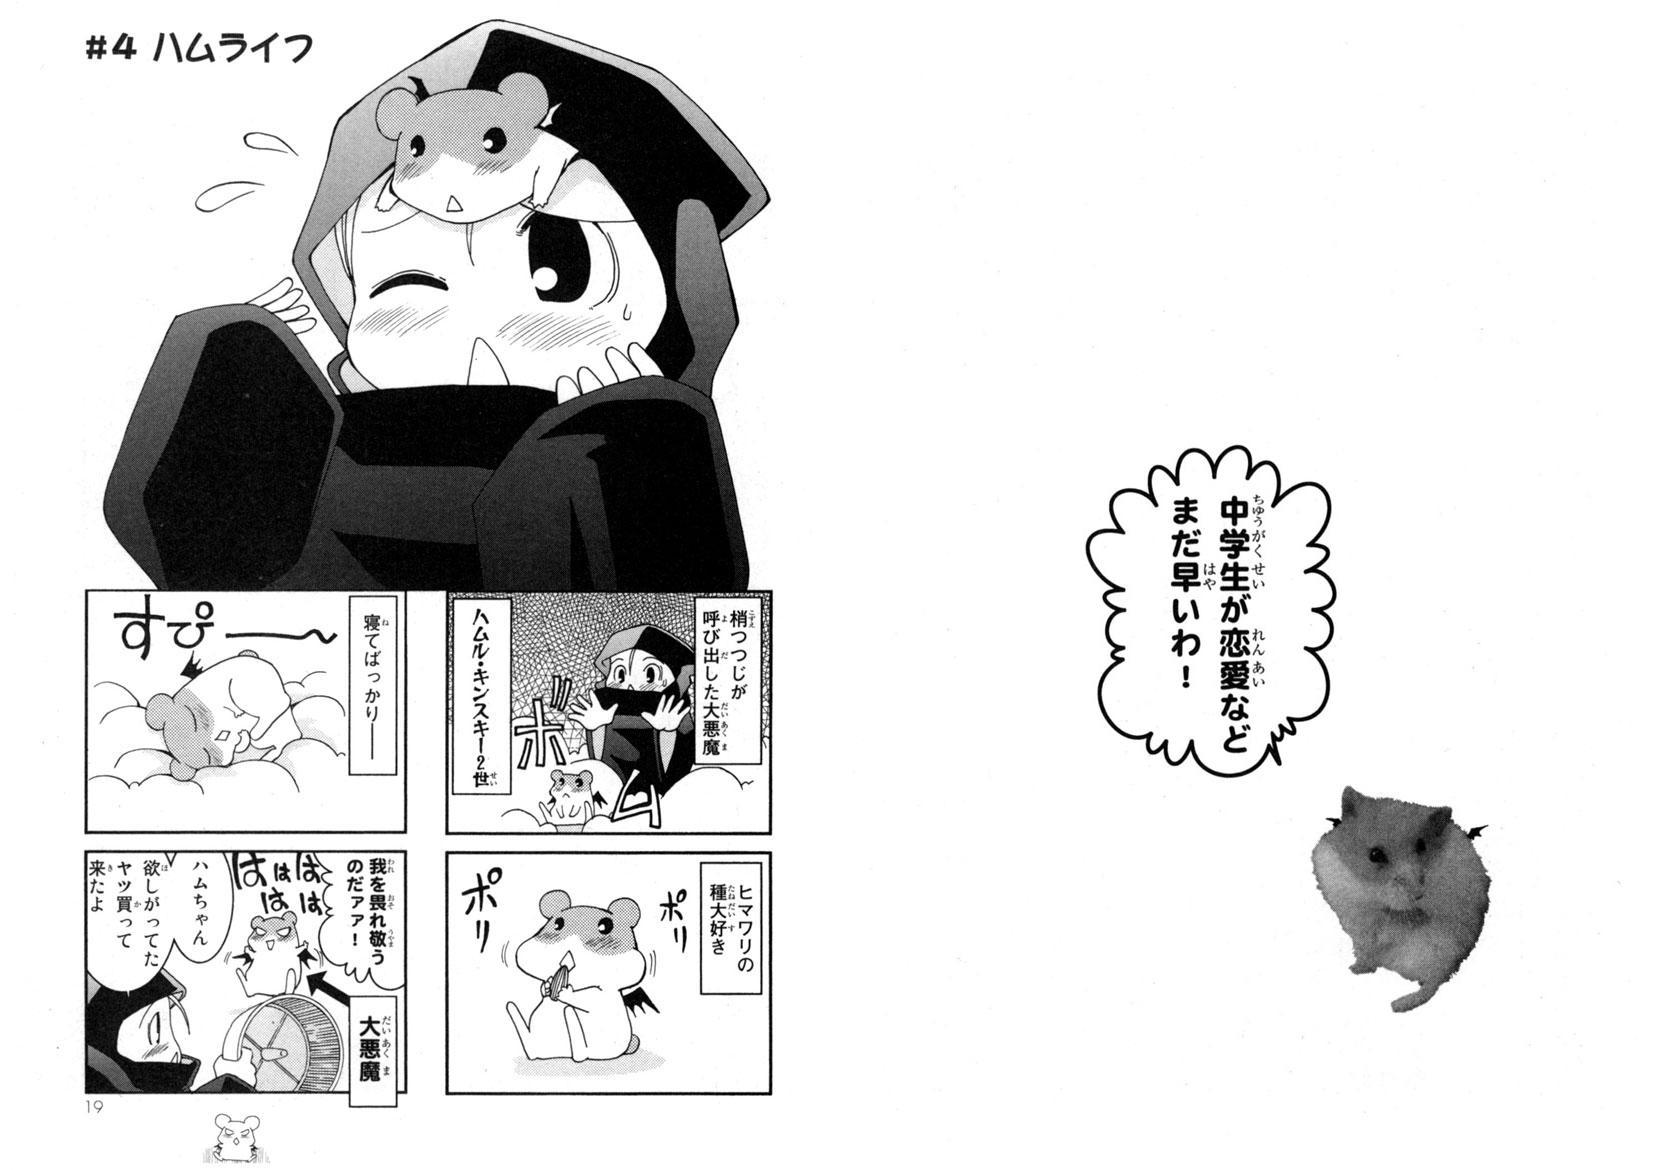 中学生が恋愛など
まだ早いわ！
#4 ハムライフ
梢つつじが
呼び出した大悪魔
ハムル・キンスキー2世
ポム
ヒマワリの
種大好き
ポリ
ポリ
寝てばっかり――
すぴ――〜
我を畏れ敬う
のだァァ！
はははははは
大悪魔
ハムちゃん
欲しがってた
ヤツ買って
来たよ
19